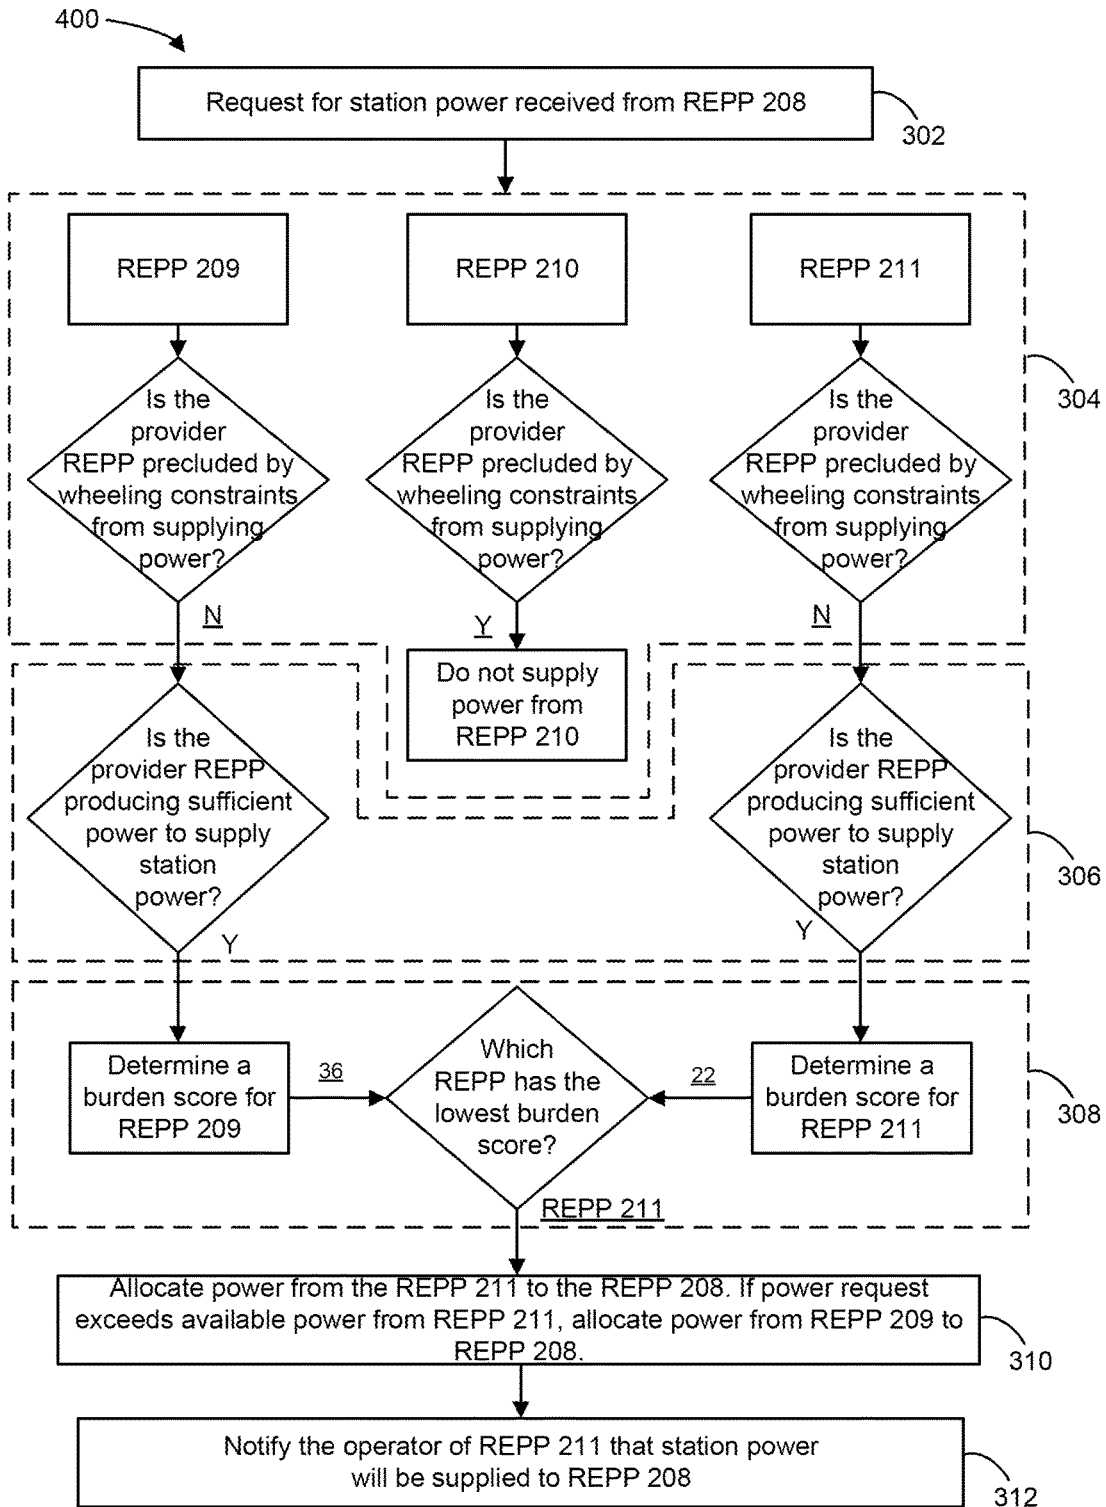 400
Request for station power received from REPP 208
302
REPP 209
REPP 210
REPP 211
304
Is the
provider
REPP precluded by
wheeling constraints
from supplying
power?
Is the
provider
REPP precluded by
wheeling constraints
from supplying
power?
Is the
provider
REPP precluded by
wheeling constraints
from supplying
power?
N
Y
N
Do not supply
power from
REPP 210
Is the
provider REPP
producing sufficient
power to supply
station
power?
Is the
provider REPP
producing sufficient
power to supply
station
power?
306
Y
Y
Determine a
burden score for
REPP 209
36
Which
REPP has the
lowest burden
score?
22
Determine a
burden score for
REPP 211
308
REPP 211
Allocate power from the REPP 211 to the REPP 208. If power request
exceeds available power from REPP 211, allocate power from REPP 209 to
REPP 208.
310
Notify the operator of REPP 211 that station power
will be supplied to REPP 208
312